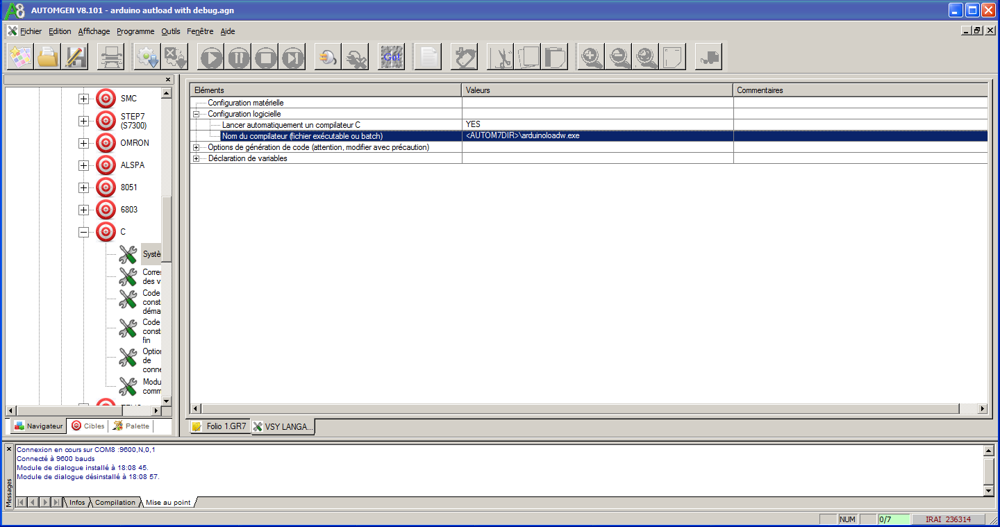 AUTOMGEN V8.101 - arduino autload with debug.agn
Fichier Edition Affichage Programme Outils Fenêtre Aide
Go!
SMC
STEP7
(S7300)
OMRON
ALSPA
8051
6803
C
Systè
Corres
des v
Code
const
déma
Code
const
fin
Option
de
conne
Modu
comm
Navigateur Cibles Palette
Eléments Valeurs Commentaires
Configuration matérielle
Configuration logicielle
Lancer automatiquement un compilateur C YES
Nom du compilateur (fichier exécutable ou batch) <AUTOM7DIR>\arduinoloadw.exe
Options de génération de code (attention, modifier avec précaution)
Déclaration de variables
Folio 1.GR7 VSY LANGA...
Messages
Connexion en cours sur COM8 :9600,N,0,1
Connecté à 9600 bauds
Module de dialogue installé à 18:08 45.
Module de dialogue désinstallé à 18:08 57.
Infos Compilation Mise au point
NUM 0/7 IRAI 236314